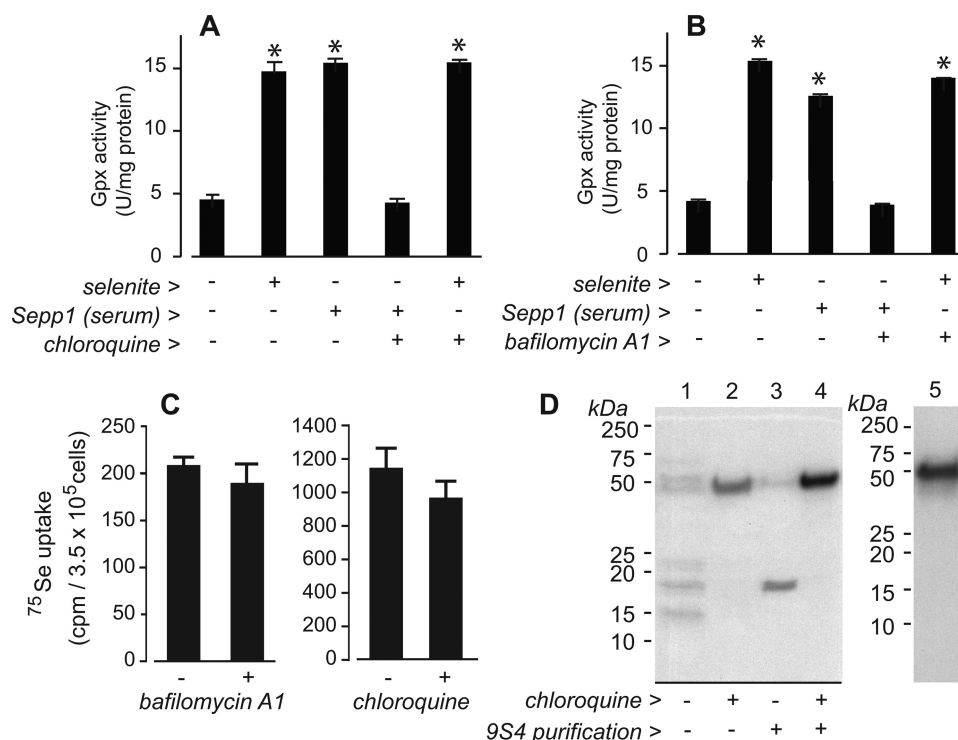 A
Gpx activity
(U/mg protein)
15
10
5
0
* * *
selenite > - + - - +
Sepp1 (serum) > - - + + -
chloroquine > - - - + +
B
Gpx activity
(U/mg protein)
15
10
5
0
* * *
selenite > - + - - +
Sepp1 (serum) > - - + + -
bafilomycin A1 > - - - + +
C
75Se uptake
(cpm / 3.5 x 10^5cells)
250
200
150
100
50
0
- +
bafilomycin A1
1400
1200
1000
800
600
400
200
0
- +
chloroquine
D
kDa
1 2 3 4
250
75
50
25
20
15
10
chloroquine > - + - +
9S4 purification > - - + +
kDa
5
250
75
50
25
20
15
10